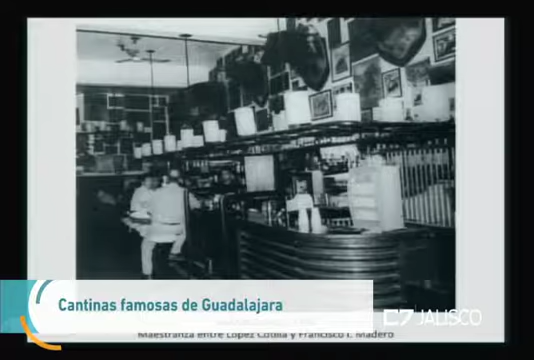 Cantinas famosas de Guadalajara
C7 JALISCO
Maestranza entre López Cotilla y Francisco I. Madero